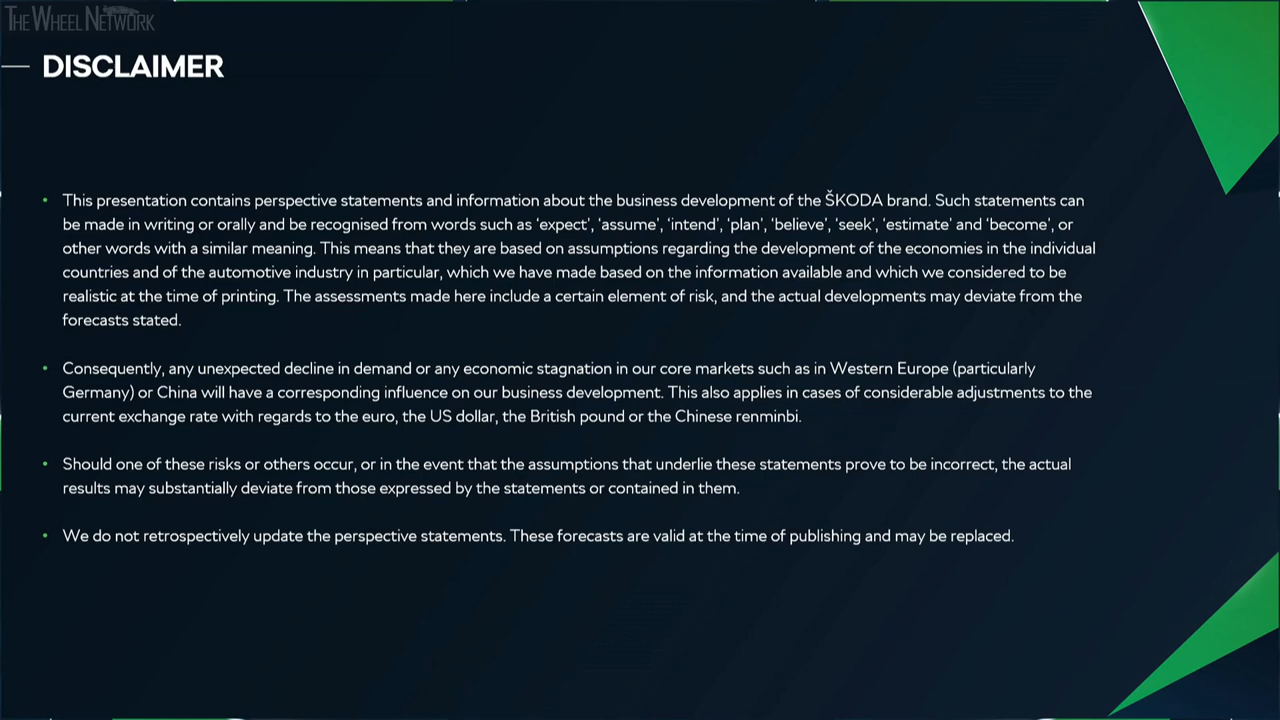 THE WHEEL NETWORK
DISCLAIMER
• This presentation contains perspective statements and information about the business development of the ŠKODA brand. Such statements can
be made in writing or orally and be recognised from words such as ‘expect’, ‘assume’, ‘intend’, ‘plan’, ‘believe’, ‘seek’, ‘estimate’ and ‘become’, or
other words with a similar meaning. This means that they are based on assumptions regarding the development of the economies in the individual
countries and of the automotive industry in particular, which we have made based on the information available and which we considered to be
realistic at the time of printing. The assessments made here include a certain element of risk, and the actual developments may deviate from the
forecasts stated.
• Consequently, any unexpected decline in demand or any economic stagnation in our core markets such as in Western Europe (particularly
Germany) or China will have a corresponding influence on our business development. This also applies in cases of considerable adjustments to the
current exchange rate with regards to the euro, the US dollar, the British pound or the Chinese renminbi.
• Should one of these risks or others occur, or in the event that the assumptions that underlie these statements prove to be incorrect, the actual
results may substantially deviate from those expressed by the statements or contained in them.
• We do not retrospectively update the perspective statements. These forecasts are valid at the time of publishing and may be replaced.